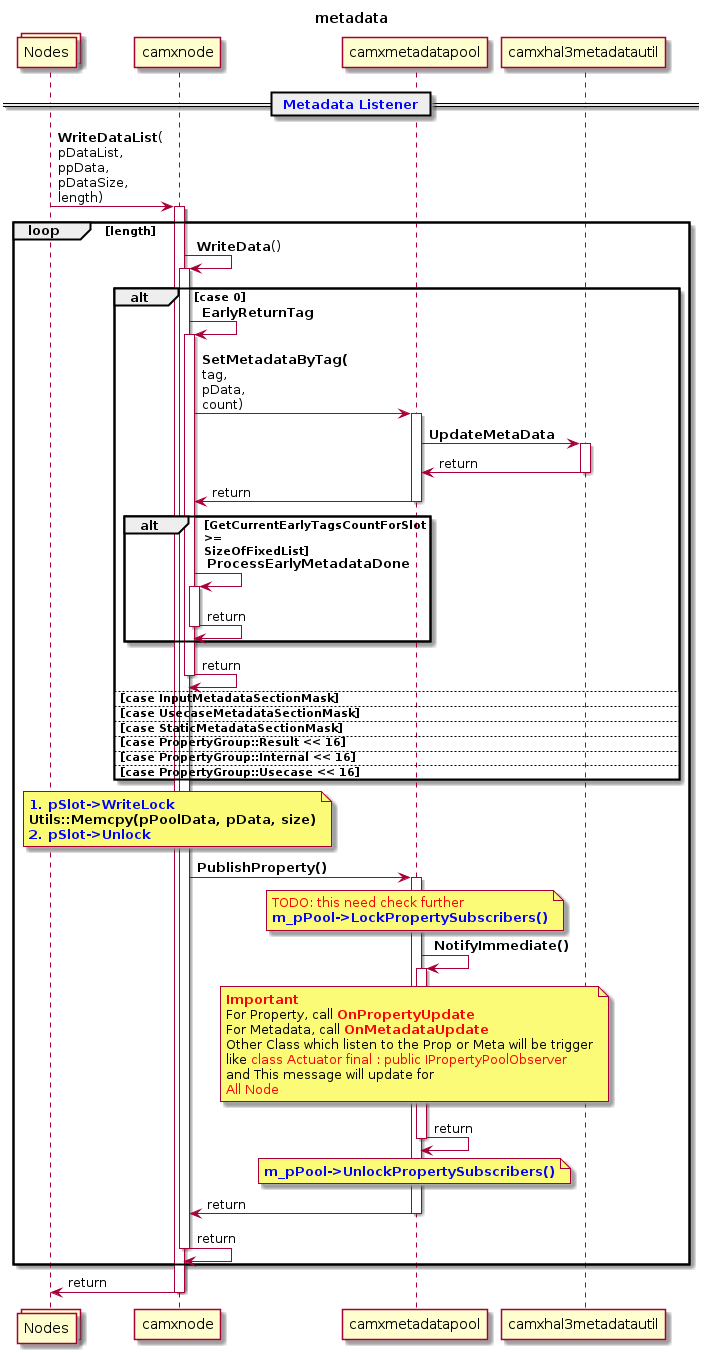 metadata
Nodes
camxnode
camxmetadatapool
camxhal3metadatautil
Metadata Listener
WriteDataList(
pDataList,
ppData,
pDataSize,
length)
loop
[length]
WriteData()
alt
[case 0]
EarlyReturnTag
SetMetadataByTag(
tag,
pData,
count)
UpdateMetaData
return
return
alt
[GetCurrentEarlyTagsCountForSlot
>=
SizeOfFixedList]
ProcessEarlyMetadataDone
return
return
[case InputMetadataSectionMask]
[case UsecaseMetadataSectionMask]
[case StaticMetadataSectionMask]
[case PropertyGroup::Result << 16]
[case PropertyGroup::Internal << 16]
[case PropertyGroup::Usecase << 16]
1. pSlot->WriteLock
Utils::Memcpy(pPoolData, pData, size)
2. pSlot->Unlock
PublishProperty()
TODO: this need check further
m_pPool->LockPropertySubscribers()
NotifyImmediate()
Important
For Property, call OnPropertyUpdate
For Metadata, call OnMetadataUpdate
Other Class which listen to the Prop or Meta will be trigger
like class Actuator final : public IPropertyPoolObserver
and This message will update for
All Node
return
m_pPool->UnlockPropertySubscribers()
return
return
return
Nodes
camxnode
camxmetadatapool
camxhal3metadatautil